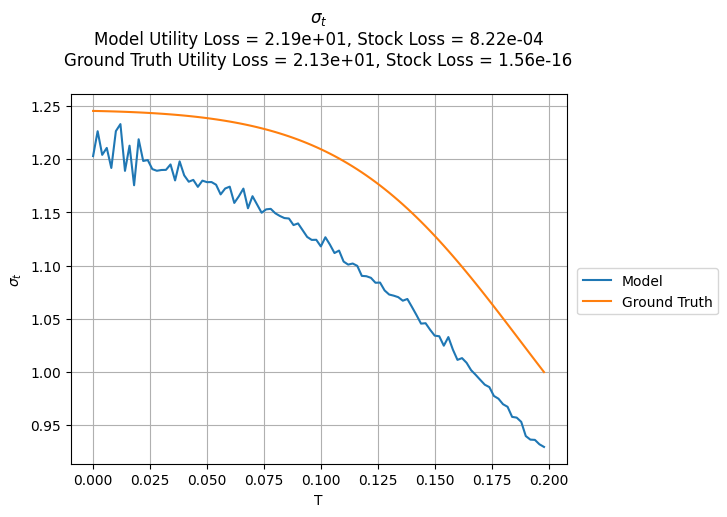 σt
Model Utility Loss = 2.19e+01, Stock Loss = 8.22e-04
Ground Truth Utility Loss = 2.13e+01, Stock Loss = 1.56e-16
1.25
1.20
1.15
1.10
1.05
1.00
0.95
σt
0.000 0.025 0.050 0.075 0.100 0.125 0.150 0.175 0.200
T
Model
Ground Truth